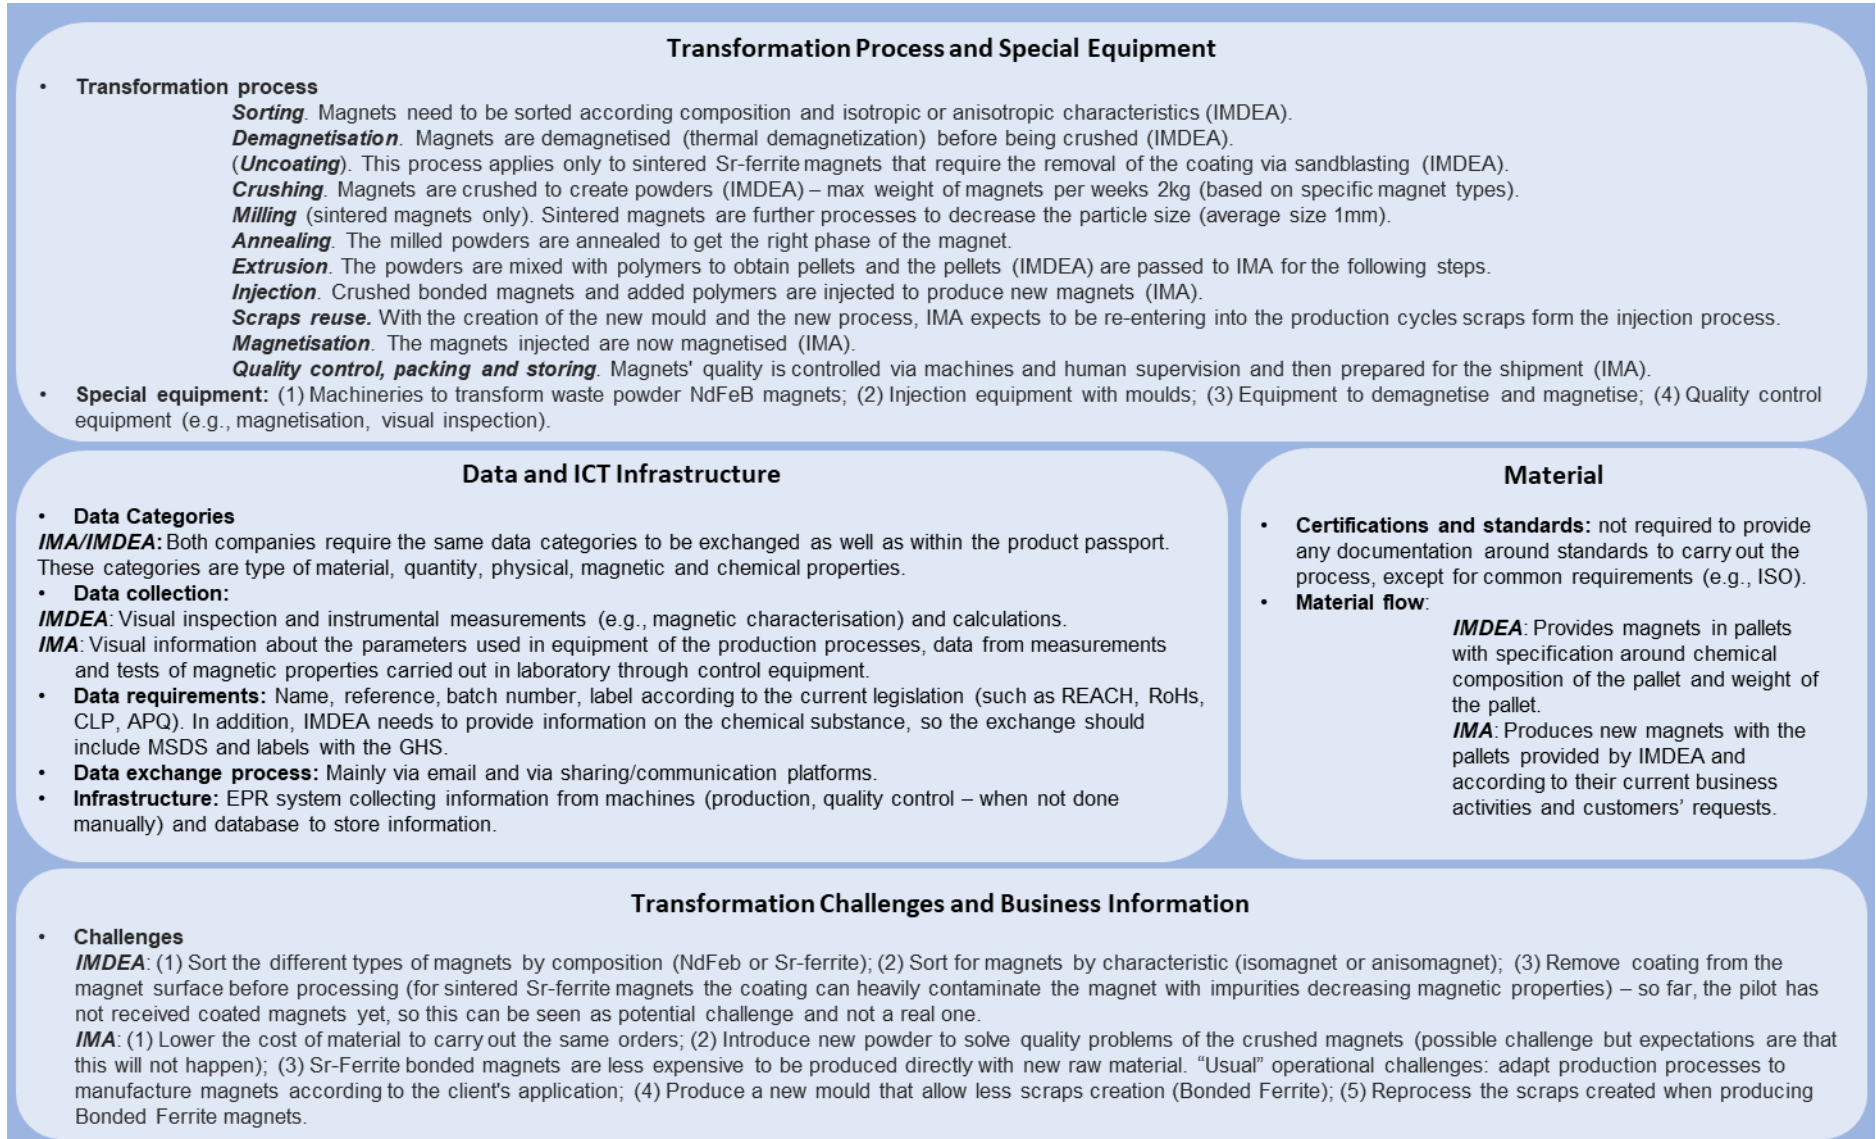 Transformation Process and Special Equipment
• Transformation process
Sorting. Magnets need to be sorted according composition and isotropic or anisotropic characteristics (IMDEA).
Demagnetisation. Magnets are demagnetised (thermal demagnetization) before being crushed (IMDEA).
(Uncoating). This process applies only to sintered Sr-ferrite magnets that require the removal of the coating via sandblasting (IMDEA).
Crushing. Magnets are crushed to create powders (IMDEA) – max weight of magnets per weeks 2kg (based on specific magnet types).
Milling (sintered magnets only). Sintered magnets are further processes to decrease the particle size (average size 1mm).
Annealing. The milled powders are annealed to get the right phase of the magnet.
Extrusion. The powders are mixed with polymers to obtain pellets and the pellets (IMDEA) are passed to IMA for the following steps.
Injection. Crushed bonded magnets and added polymers are injected to produce new magnets (IMA).
Scraps reuse. With the creation of the new mould and the new process, IMA expects to be re-entering into the production cycles scraps form the injection process.
Magnetisation. The magnets injected are now magnetised (IMA).
Quality control, packing and storing. Magnets' quality is controlled via machines and human supervision and then prepared for the shipment (IMA).
• Special equipment: (1) Machineries to transform waste powder NdFeB magnets; (2) Injection equipment with moulds; (3) Equipment to demagnetise and magnetise; (4) Quality control
equipment (e.g., magnetisation, visual inspection).
Data and ICT Infrastructure
• Data Categories
IMA/IMDEA: Both companies require the same data categories to be exchanged as well as within the product passport.
These categories are type of material, quantity, physical, magnetic and chemical properties.
• Data collection:
IMDEA: Visual inspection and instrumental measurements (e.g., magnetic characterisation) and calculations.
IMA: Visual information about the parameters used in equipment of the production processes, data from measurements
and tests of magnetic properties carried out in laboratory through control equipment.
• Data requirements: Name, reference, batch number, label according to the current legislation (such as REACH, RoHs,
CLP, APQ). In addition, IMDEA needs to provide information on the chemical substance, so the exchange should
include MSDS and labels with the GHS.
• Data exchange process: Mainly via email and via sharing/communication platforms.
• Infrastructure: EPR system collecting information from machines (production, quality control – when not done
manually) and database to store information.
Material
• Certifications and standards: not required to provide
any documentation around standards to carry out the
process, except for common requirements (e.g., ISO).
• Material flow:
IMDEA: Provides magnets in pallets
with specification around chemical
composition of the pallet and weight of
the pallet.
IMA: Produces new magnets with the
pallets provided by IMDEA and
according to their current business
activities and customers' requests.
Transformation Challenges and Business Information
• Challenges
IMDEA: (1) Sort the different types of magnets by composition (NdFeb or Sr-ferrite); (2) Sort for magnets by characteristic (isomagnet or anisomagnet); (3) Remove coating from the
magnet surface before processing (for sintered Sr-ferrite magnets the coating can heavily contaminate the magnet with impurities decreasing magnetic properties) – so far, the pilot has
not received coated magnets yet, so this can be seen as potential challenge and not a real one.
IMA: (1) Lower the cost of material to carry out the same orders; (2) Introduce new powder to solve quality problems of the crushed magnets (possible challenge but expectations are that
this will not happen); (3) Sr-Ferrite bonded magnets are less expensive to be produced directly with new raw material. “Usual” operational challenges: adapt production processes to
manufacture magnets according to the client's application; (4) Produce a new mould that allow less scraps creation (Bonded Ferrite); (5) Reprocess the scraps created when producing
Bonded Ferrite magnets.